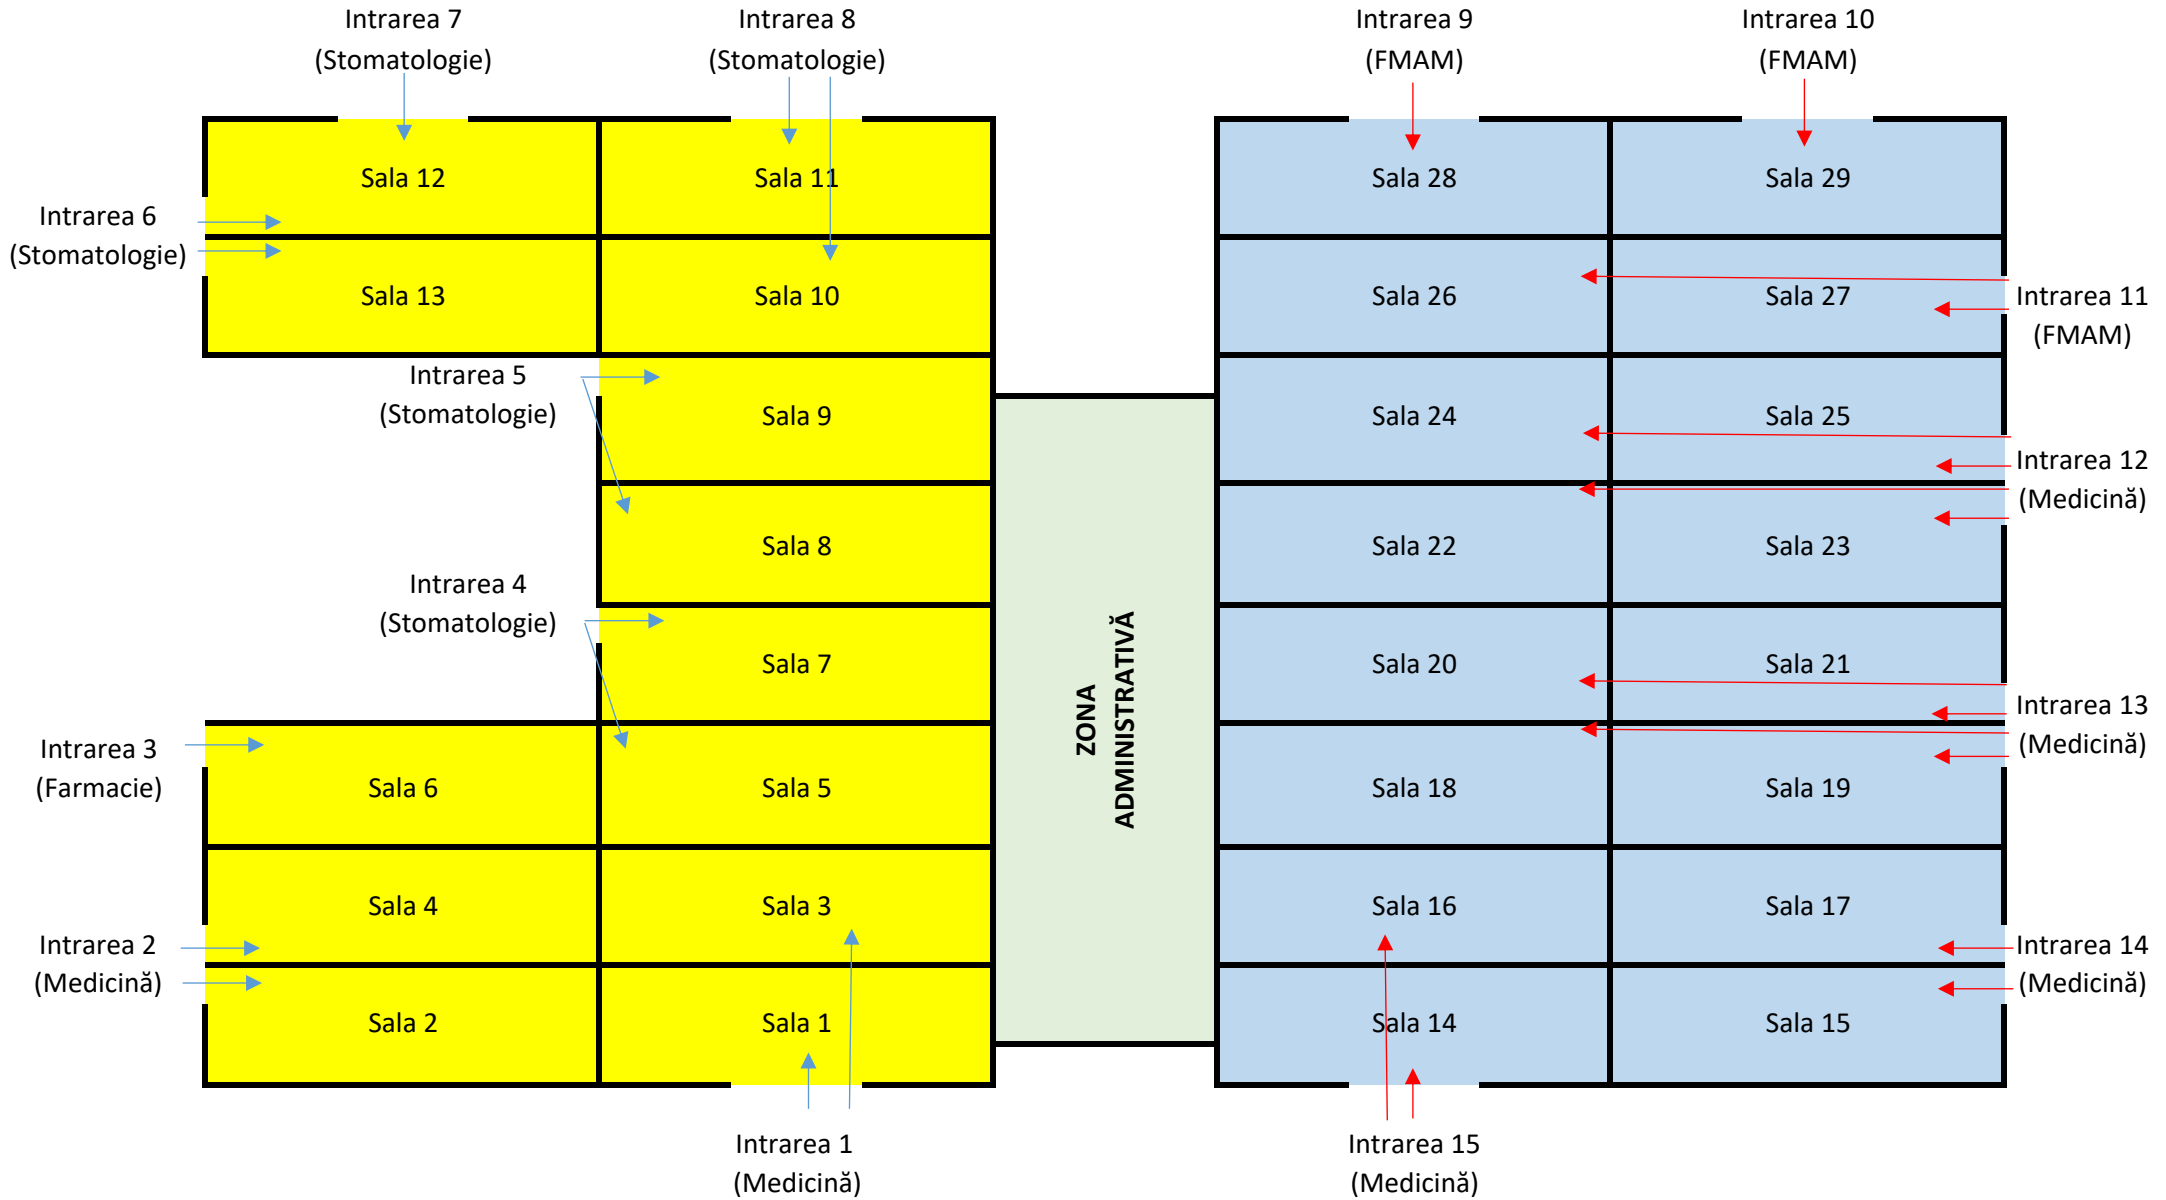 Intrarea 7
(Stomatologie)
Intrarea 8
(Stomatologie)
Intrarea 9
(FMAM)
Intrarea 10
(FMAM)
Sala 12
Sala 11
Sala 28
Sala 29
Intrarea 6
(Stomatologie)
Sala 13
Sala 10
Sala 26
Sala 27
Intrarea 11
(FMAM)
Intrarea 5
(Stomatologie)
Sala 9
Sala 24
Sala 25
Intrarea 12
(Medicină)
Sala 8
Sala 22
Sala 23
Intrarea 4
(Stomatologie)
Sala 7
ZONA
ADMINISTRATIVĂ
Sala 20
Sala 21
Intrarea 13
(Medicină)
Intrarea 3
(Farmacie)
Sala 6
Sala 5
Sala 18
Sala 19
Sala 4
Sala 3
Sala 16
Sala 17
Intrarea 2
(Medicină)
Intrarea 14
(Medicină)
Sala 2
Sala 1
Sala 14
Sala 15
Intrarea 1
(Medicină)
Intrarea 15
(Medicină)